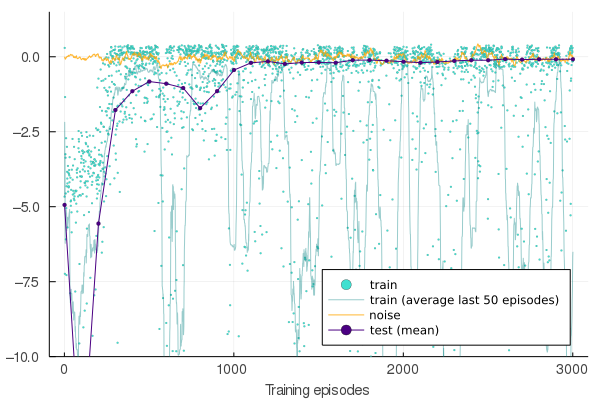 0.0
−2.5
−5.0
−7.5
−10.0
train
train (average last 50 episodes)
noise
test (mean)
0 1000 2000 3000
Training episodes